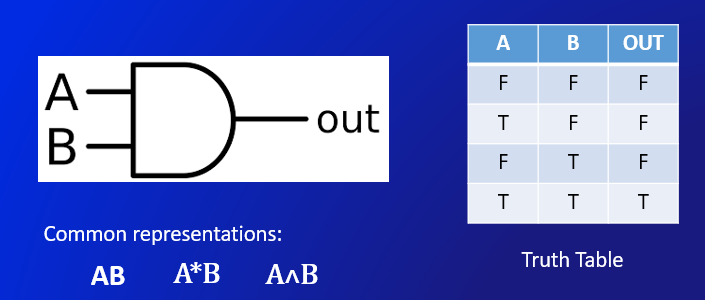 A
B
out
Common representations:
AB A*B A∧B
A B OUT
F F F
T F F
F T F
T T T
Truth Table